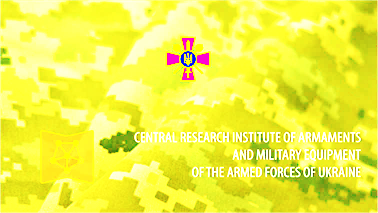 CENTRAL RESEARCH INSTITUTE OF ARMAMENTS
AND MILITARY EQUIPMENT
OF THE ARMED FORCES OF UKRAINE